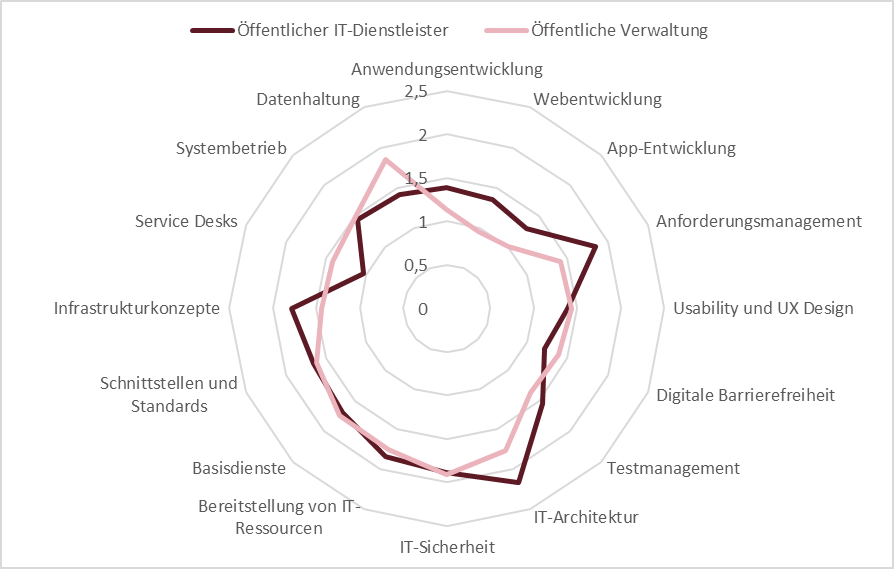 Öffentlicher IT-Dienstleister
Öffentliche Verwaltung
Anwendungsentwicklung
Webentwicklung
App-Entwicklung
Anforderungsmanagement
Usability und UX Design
Digitale Barrierefreiheit
Testmanagement
IT-Architektur
IT-Sicherheit
Bereitstellung von IT-
Ressourcen
Basisdienste
Schnittstellen und
Standards
Infrastrukturkonzepte
Service Desks
Systembetrieb
Datenhaltung
2,5
2
1,5
1
0,5
0